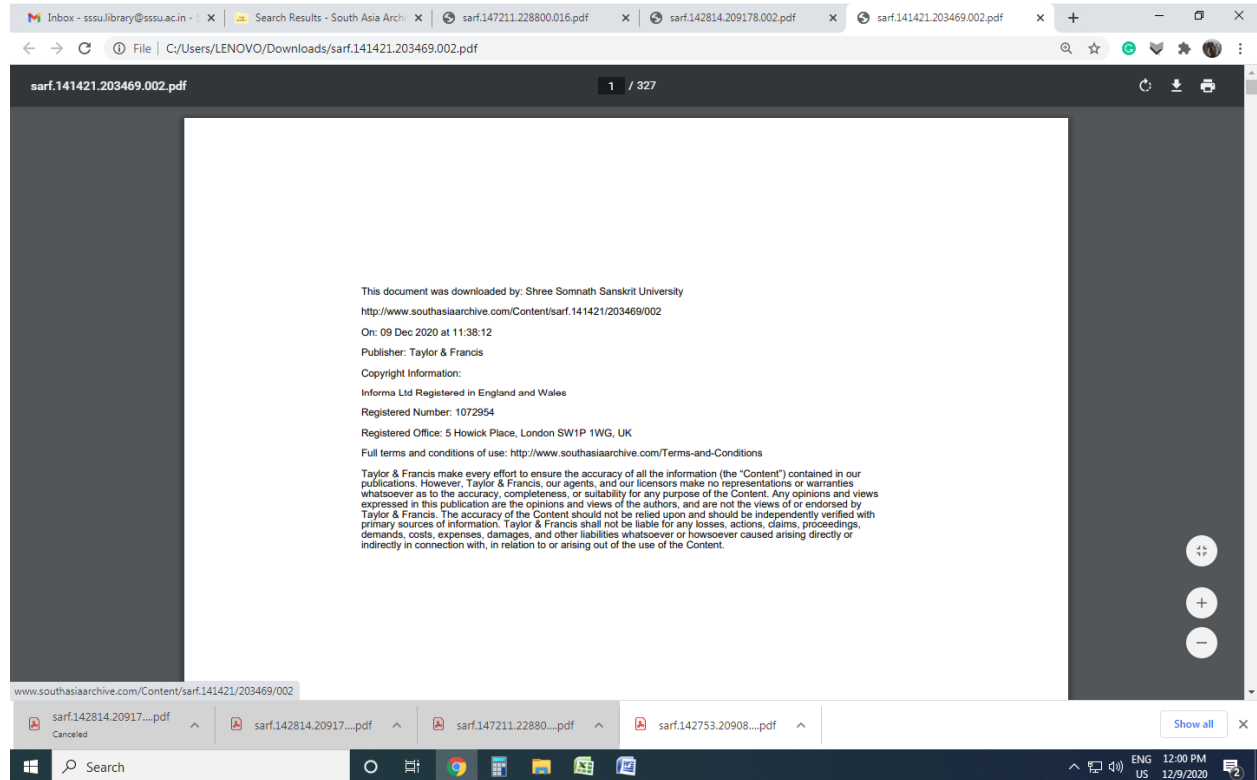 Inbox - sssu.library@sssu.ac.in - S
Search Results - South Asia Archi
sarf.147211.228800.016.pdf
sarf.142814.209178.002.pdf
sarf.141421.203469.002.pdf
File | C:/Users/LENOVO/Downloads/sarf.141421.203469.002.pdf
sarf.141421.203469.002.pdf
1 / 327
This document was downloaded by: Shree Somnath Sanskrit University
http://www.southasiaarchive.com/Content/sarf.141421/203469/002
On: 09 Dec 2020 at 11:38:12
Publisher: Taylor & Francis
Copyright Information:
Informa Ltd Registered in England and Wales
Registered Number: 1072954
Registered Office: 5 Howick Place, London SW1P 1WG, UK
Full terms and conditions of use: http://www.southasiaarchive.com/Terms-and-Conditions
Taylor & Francis make every effort to ensure the accuracy of all the information (the “Content”) contained in our
publications. However, Taylor & Francis, our agents, and our licensors make no representations or warranties
whatsoever as to the accuracy, completeness, or suitability for any purpose of the Content. Any opinions and views
expressed in this publication are the opinions and views of the authors, and are not the views of or endorsed by
Taylor & Francis. The accuracy of the Content should not be relied upon and should be independently verified with
primary sources of information. Taylor & Francis shall not be liable for any losses, actions, claims, proceedings,
demands, costs, expenses, damages, and other liabilities whatsoever or howsoever caused arising directly or
indirectly in connection with, in relation to or arising out of the use of the Content.
www.southasiaarchive.com/Content/sarf.141421/203469/002
sarf.142814.20917....pdf
Canceled
sarf.142814.20917....pdf
sarf.147211.22880....pdf
sarf.142753.20908....pdf
Show all
Search
ENG
US
12:00 PM
12/9/2020
2